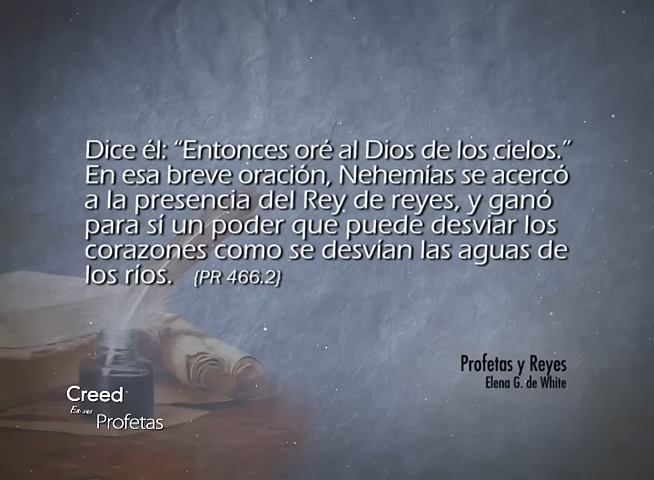 Dice él: “Entonces oré al Dios de los cielos.”
En esa breve oración, Nehemías se acercó
a la presencia del Rey de reyes, y ganó
para sí un poder que puede desviar los
corazones como se desvían las aguas de
los ríos. (PR 466.2)
Profetas y Reyes
Elena G. de White
Creed
En sus
Profetas